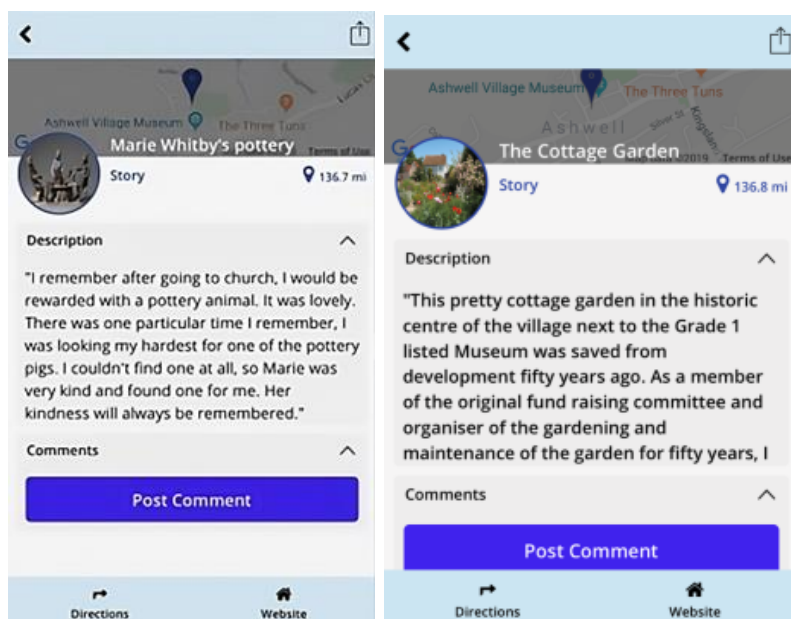 Ashwell Village Museum
The Three Tuns
Lucas La
Terms of Use
Marie Whitby's pottery
Story
136.7 mi
Description
"I remember after going to church, I would be
rewarded with a pottery animal. It was lovely.
There was one particular time I remember, I
was looking my hardest for one of the pottery
pigs. I couldn't find one at all, so Marie was
very kind and found one for me. Her
kindness will always be remembered."
Comments
Post Comment
Directions
Website
Ashwell Village Museum
The Three Tuns
Ashwell
Silver St
Kingslan
©2019
Terms of Use
The Cottage Garden
Story
136.8 mi
Description
"This pretty cottage garden in the historic
centre of the village next to the Grade 1
listed Museum was saved from
development fifty years ago. As a member
of the original fund raising committee and
organiser of the gardening and
maintenance of the garden for fifty years, I
Comments
Post Comment
Directions
Website